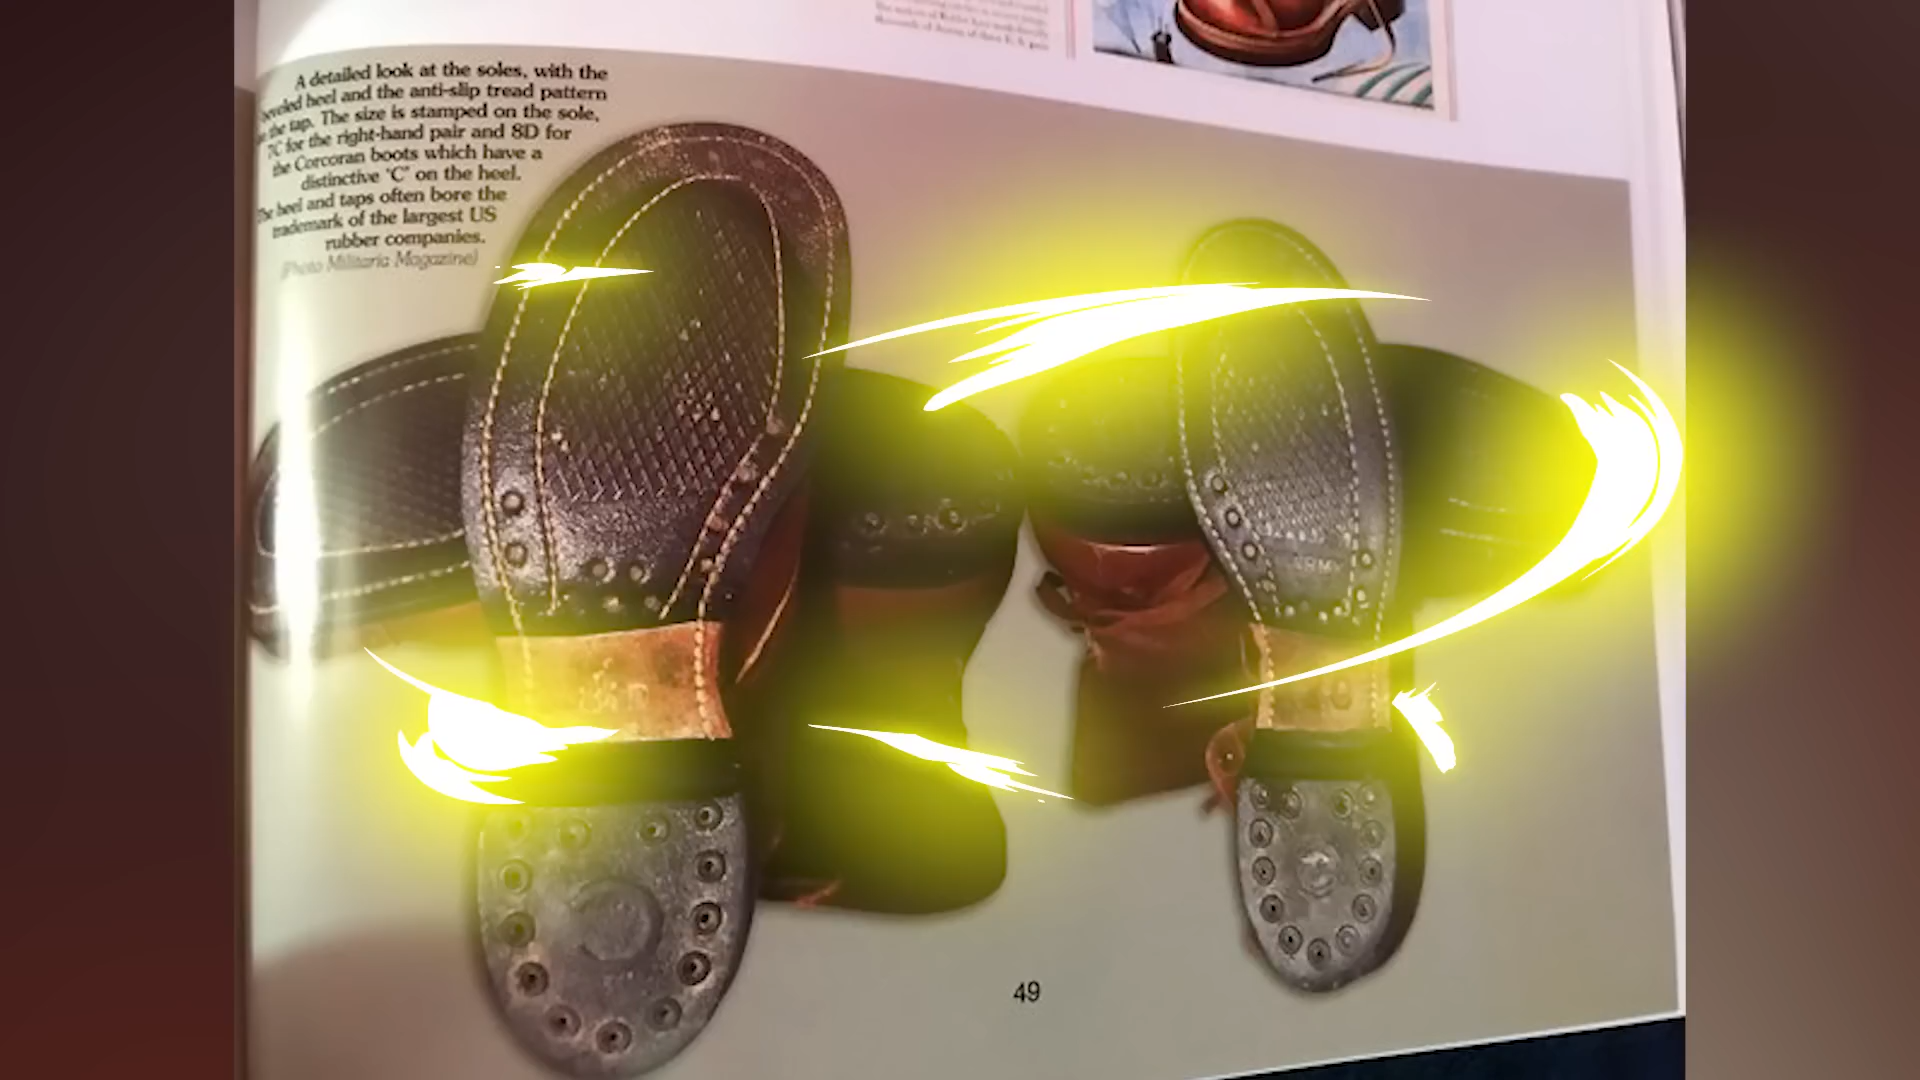 A detailed look at the soles, with the
beveled heel and the anti-slip tread pattern
the tap. The size is stamped on the sole,
7C for the right-hand pair and 8D for
the Corcoran boots which have a
distinctive "C" on the heel.
The heel and taps often bore the
trademark of the largest US
rubber companies.
(Photo Militaria Magazine)
49